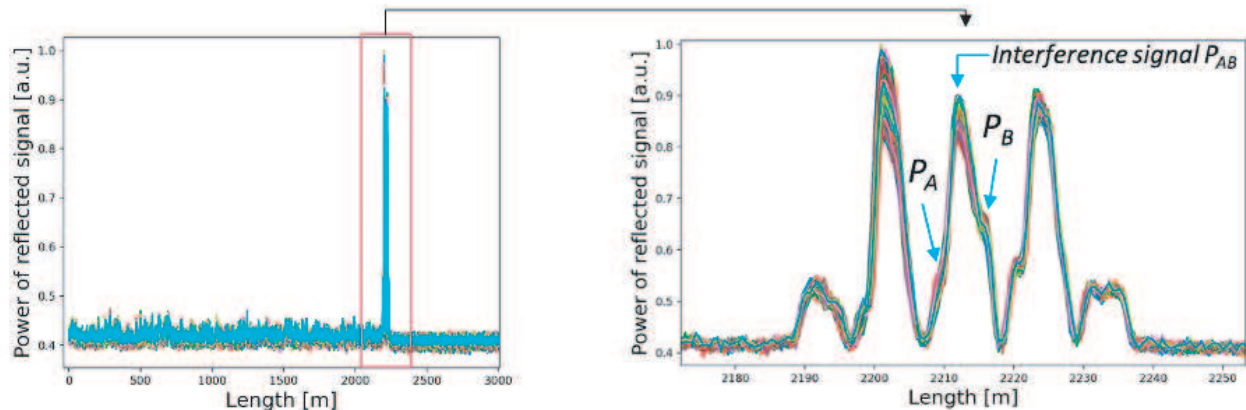 Power of reflected signal [a.u.]
1.0
0.9
0.8
0.7
0.6
0.5
0.4
0 500 1000 1500 2000 2500 3000
Length [m]
Power of reflected signal [a.u.]
1.0
0.9
0.8
0.7
0.6
0.5
0.4
Interference signal P_AB
P_B
P_A
2180 2190 2200 2210 2220 2230 2240 2250
Length [m]